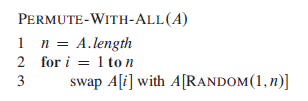 PERMUTE-WITH-ALL(A)
1 n = A.length
2 for i = 1 to n
3 swap A[i] with A[RANDOM(1, n)]